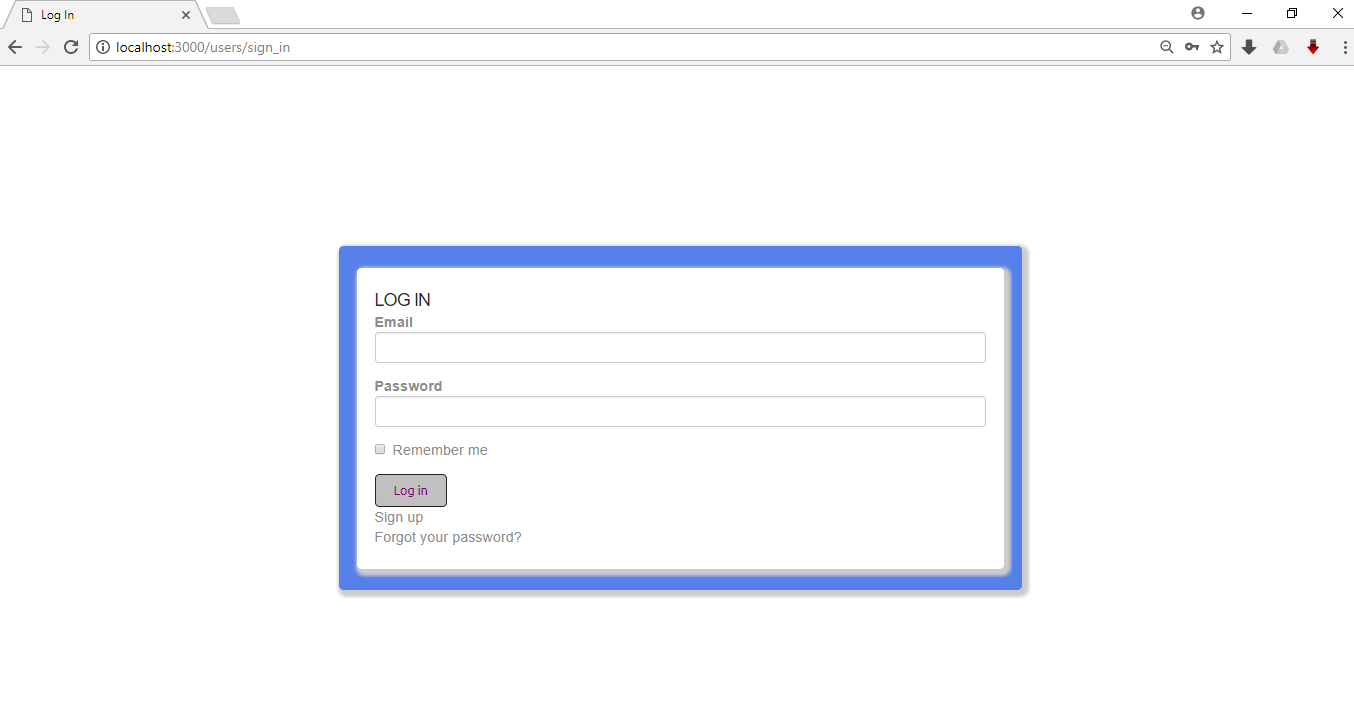 Log In
localhost:3000/users/sign_in
LOG IN
Email
Password
Remember me
Log in
Sign up
Forgot your password?